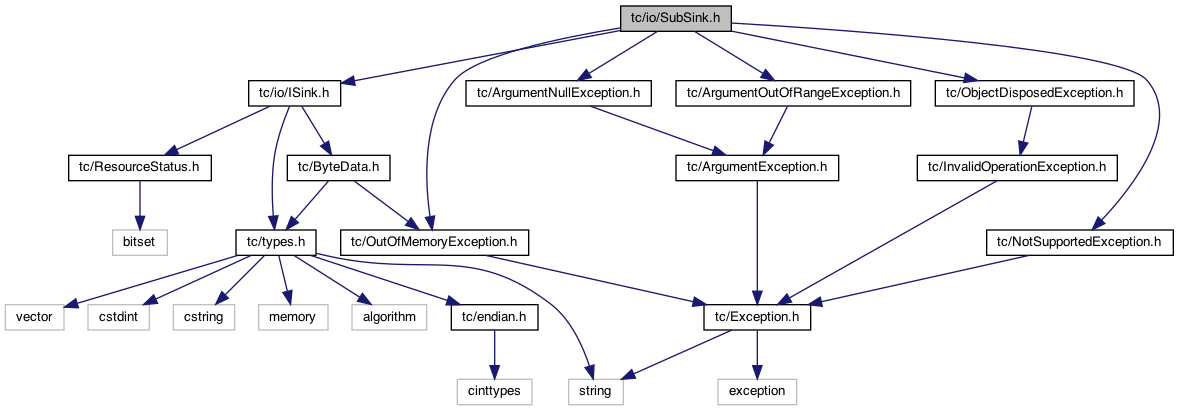 tc/io/SubSink.h
tc/io/ISink.h
tc/ArgumentNullException.h
tc/ArgumentOutOfRangeException.h
tc/ObjectDisposedException.h
tc/ResourceStatus.h
tc/ByteData.h
tc/ArgumentException.h
tc/InvalidOperationException.h
bitset
tc/types.h
tc/OutOfMemoryException.h
tc/NotSupportedException.h
vector
cstdint
cstring
memory
algorithm
tc/endian.h
tc/Exception.h
cinttypes
string
exception